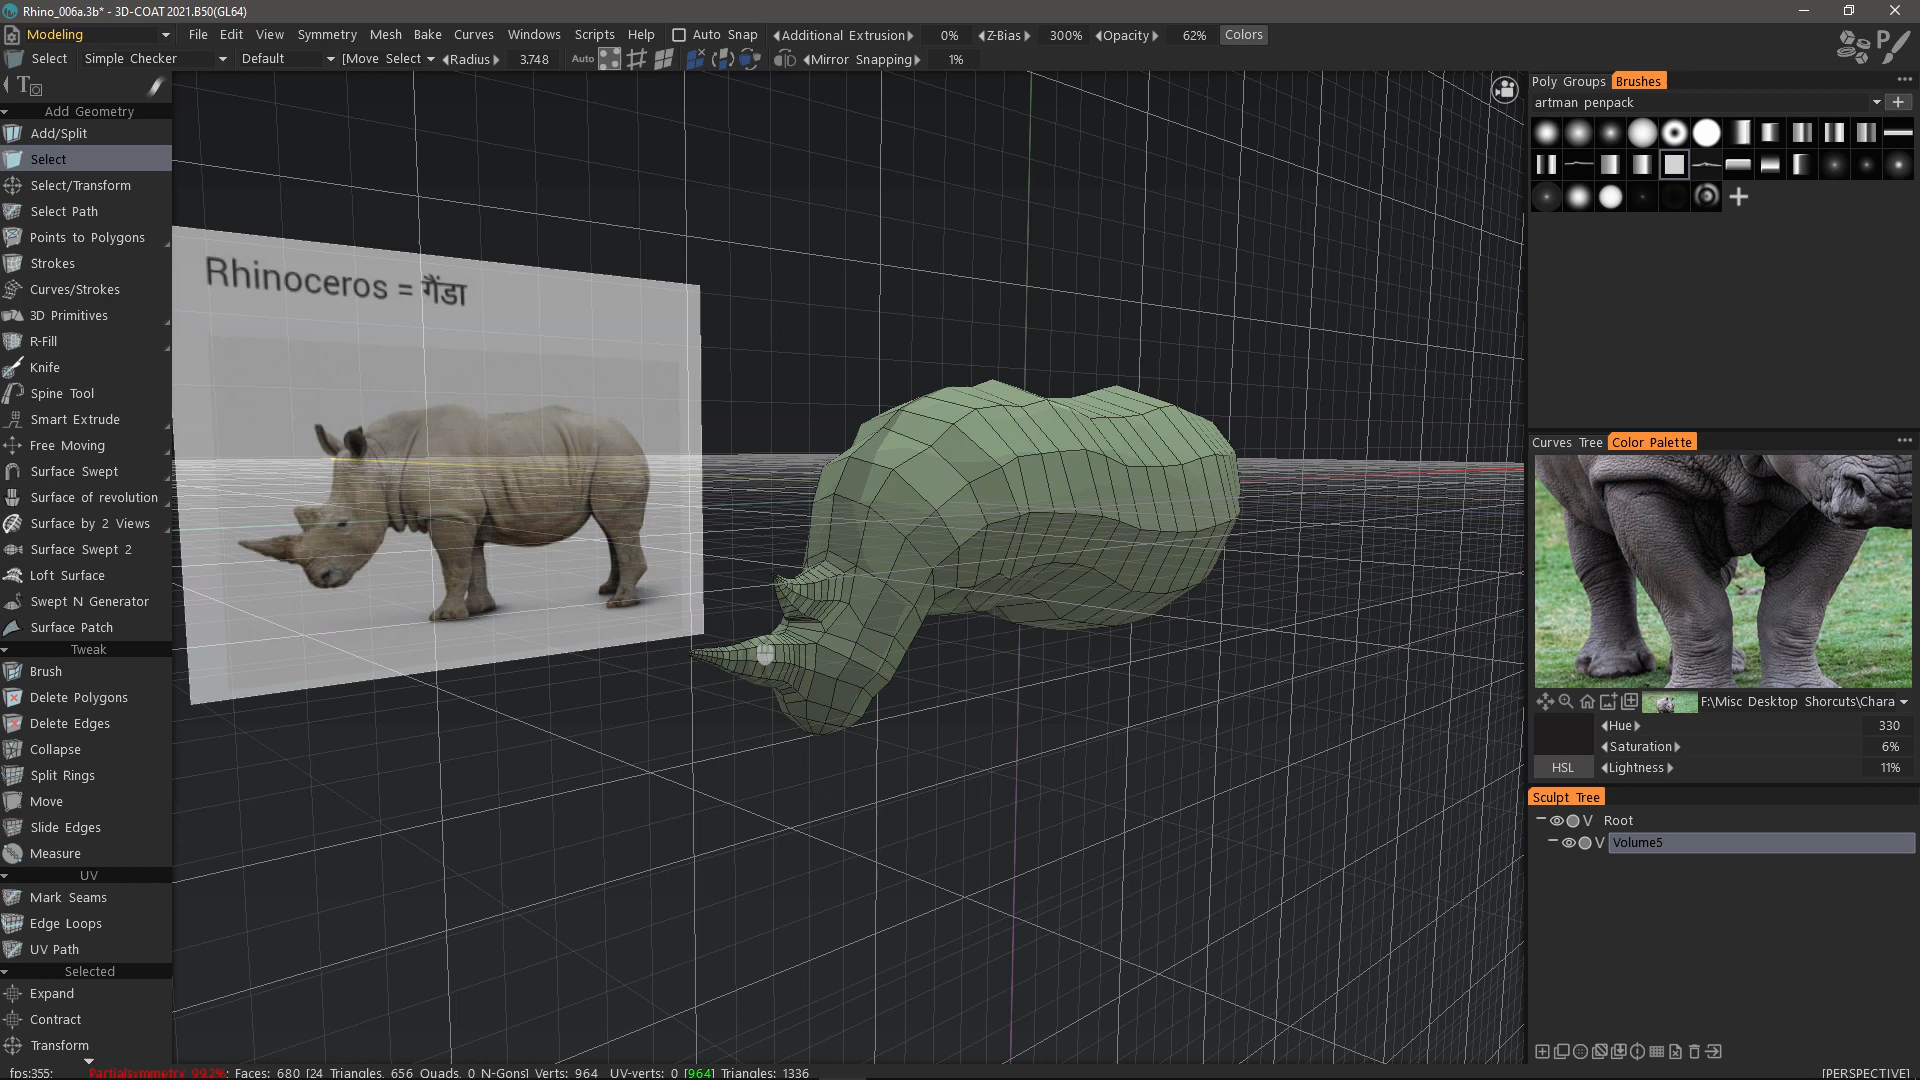 Rhino_006a.3b* - 3D-COAT 2021.B50(GL64)
Modeling File Edit View Symmetry Mesh Bake Curves Windows Scripts Help Auto Snap Additional Extrusion 0% Z-Bias 300% Opacity 62% Colors
Select Simple Checker Default [Move Select Radius 3.748 Auto Mirror Snapping 1%
Add Geometry
Add/Split
Select
Select/Transform
Select Path
Points to Polygons
Strokes
Curves/Strokes
3D Primitives
R-Fill
Knife
Spine Tool
Smart Extrude
Free Moving
Surface Swept
Surface of revolution
Surface by 2 Views
Surface Swept 2
Loft Surface
Swept N Generator
Surface Patch
Tweak
Brush
Delete Polygons
Delete Edges
Collapse
Split Rings
Move
Slide Edges
Measure
UV
Mark Seams
Edge Loops
UV Path
Selected
Expand
Contract
Transform
Rhinoceros = गैंडा
Poly Groups Brushes
artman penpack
Curves Tree Color Palette
F:\Misc Desktop Shorcuts\Chara
Hue 330
Saturation 6%
HSL Lightness 11%
Sculpt Tree
V Root
V Volume5
fps:355; Partialsymmetry 99.2%; Faces: 680 [24 Triangles, 656 Quads, 0 N-Gons] Verts: 964 UV-verts: 0 [964] Triangles: 1336 [PERSPECTIVE]